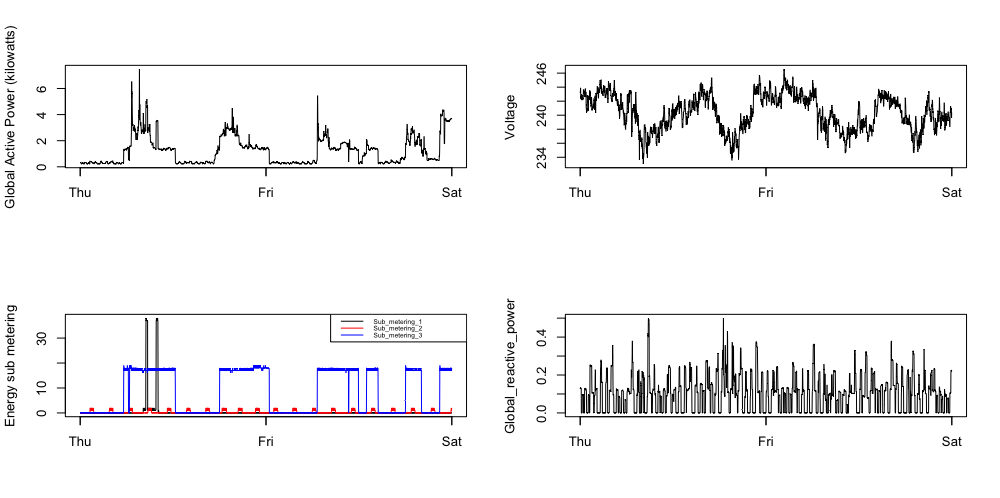 Global Active Power (kilowatts)
6
4
2
0
Thu
Fri
Sat
Voltage
246
240
234
Thu
Fri
Sat
Energy sub metering
30
10
0
Sub_metering_1
Sub_metering_2
Sub_metering_3
Thu
Fri
Sat
Global_reactive_power
0.4
0.2
0.0
Thu
Fri
Sat